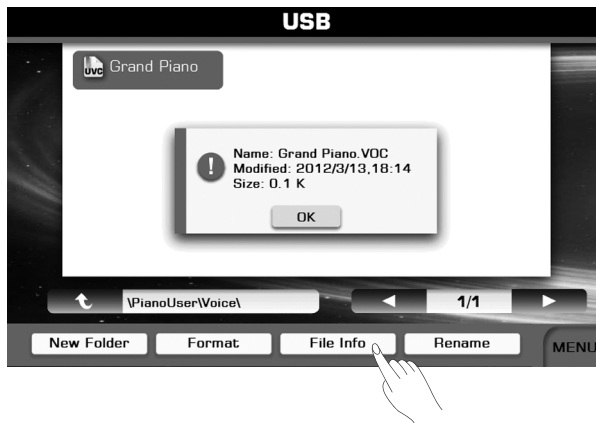 USB
UVC Grand Piano
Name: Grand Piano.VOC
Modified: 2012/3/13,18:14
Size: 0.1 K
OK
\PianoUser\Voice\ 1/1
New Folder Format File Info Rename MENU